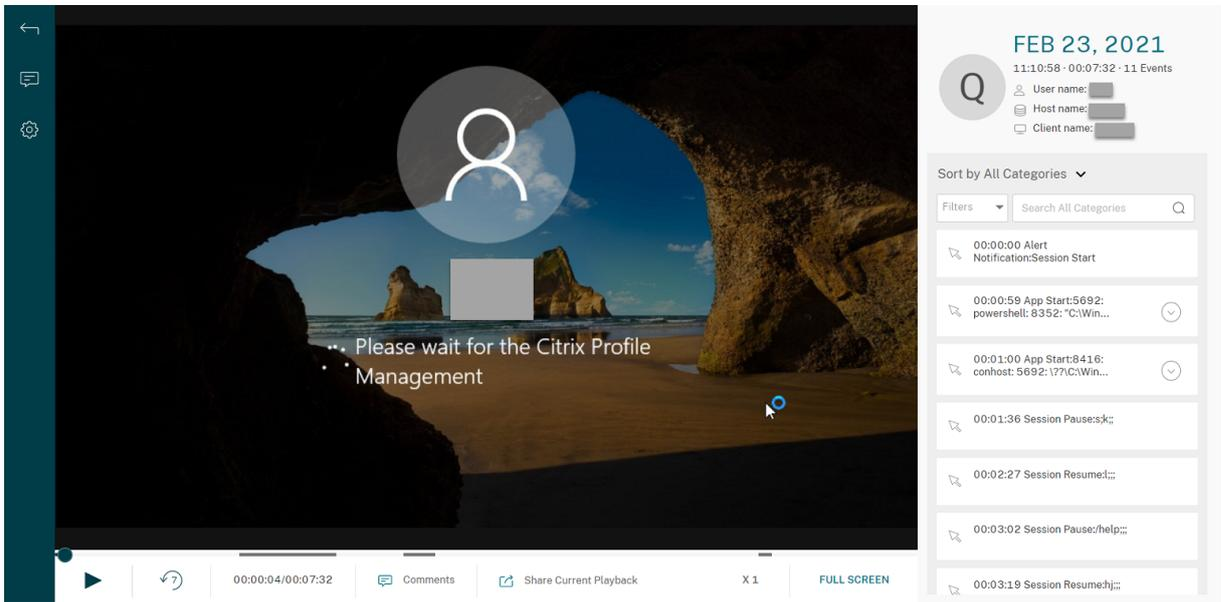 FEB 23, 2021
11:10:58 · 00:07:32 · 11 Events
Q
User name:
Host name:
Client name:
Sort by All Categories
Filters
Search All Categories
00:00:00 Alert
Notification:Session Start
00:00:59 App Start:5692:
powershell: 8352: "C:\Win...
00:01:00 App Start:8416:
conhost: 5692: \??\C:\Win...
00:01:36 Session Pause:s;k;;
00:02:27 Session Resume:l;;;
00:03:02 Session Pause:/help;;;
00:03:19 Session Resume:hj;;;
Please wait for the Citrix Profile
Management
7
00:00:04/00:07:32
Comments
Share Current Playback
X 1
FULL SCREEN